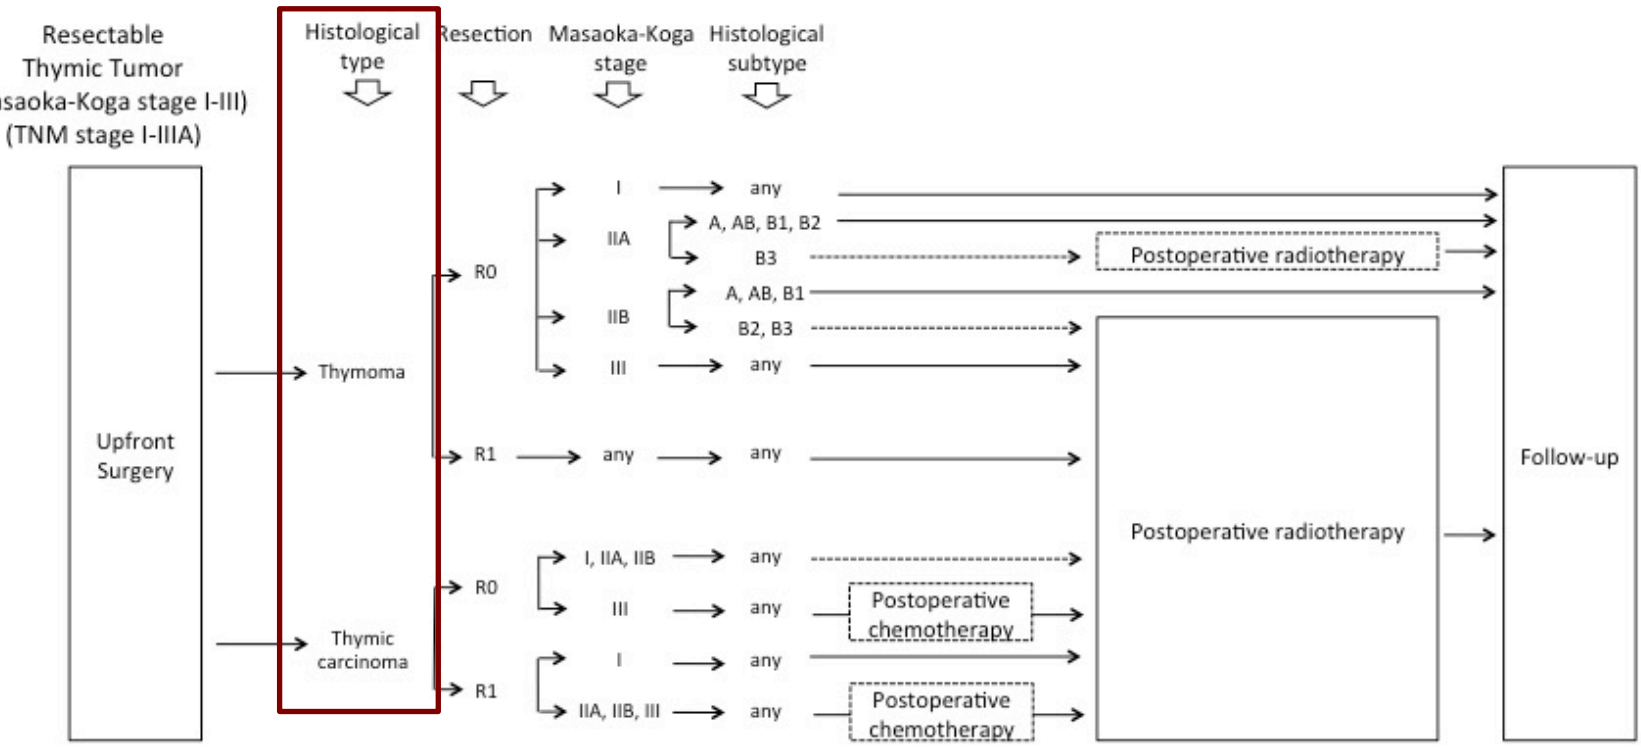 Resectable
Thymic Tumor
saoka-Koga stage I-III)
(TNM stage I-IIIA)
Histological
type
Resection
Masaoka-Koga
stage
Histological
subtype
Upfront
Surgery
Thymoma
R0
I
any
IIA
A, AB, B1, B2
B3
Postoperative radiotherapy
IIB
A, AB, B1
B2, B3
III
any
R1
any
any
Thymic
carcinoma
R0
I, IIA, IIB
any
III
any
Postoperative
chemotherapy
R1
I
any
IIA, IIB, III
any
Postoperative
chemotherapy
Postoperative radiotherapy
Follow-up